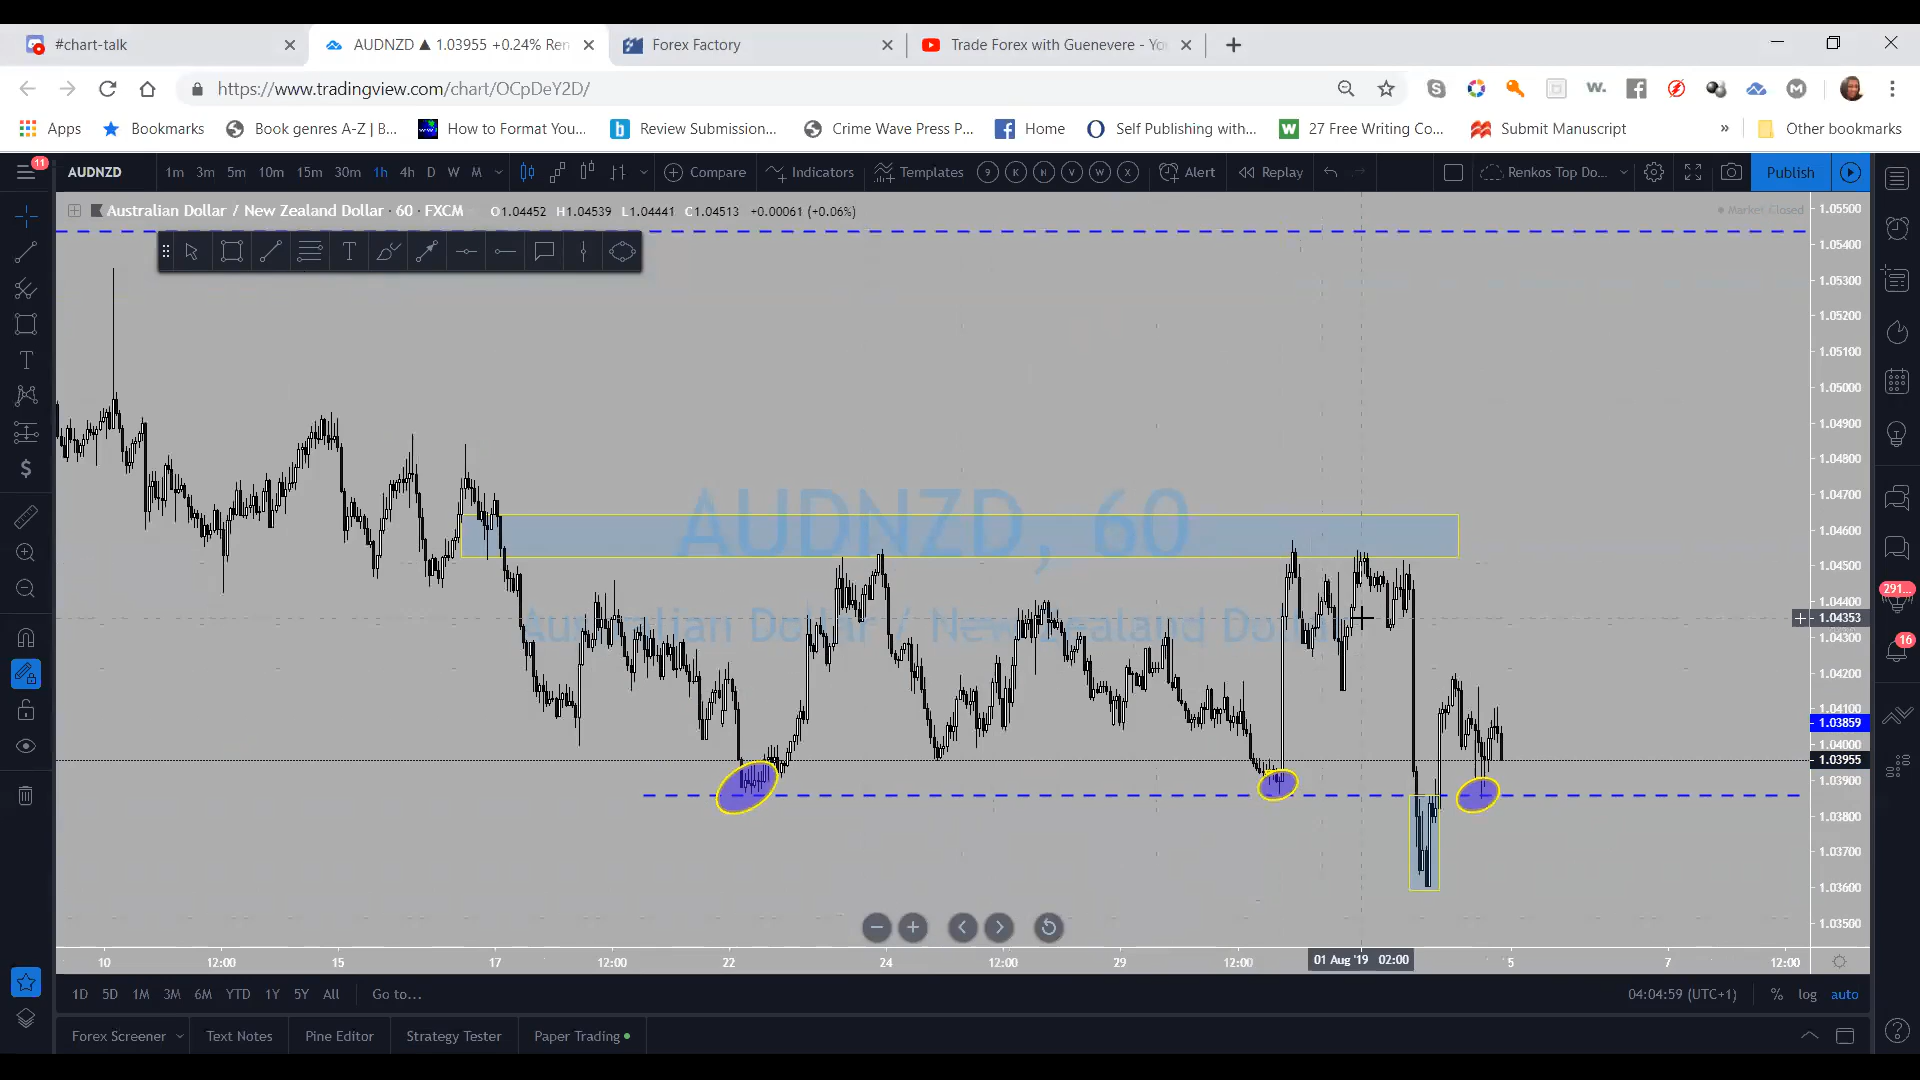 #chart-talk
AUDNZD ▲ 1.03955 +0.24% Ren
Forex Factory
Trade Forex with Guenevere - Yo
https://www.tradingview.com/chart/OCpDeY2D/
Apps
Bookmarks
Book genres A-Z | B...
How to Format You...
Review Submission...
Crime Wave Press P...
Home
Self Publishing with...
27 Free Writing Co...
Submit Manuscript
»
Other bookmarks
11
AUDNZD
1m 3m 5m 10m 15m 30m 1h 4h D W M
Compare
Indicators
Templates
9 K N V W X
Alert
Replay
Renkos Top Do...
Publish
Australian Dollar / New Zealand Dollar · 60 · FXCM
O1.04452 H1.04539 L1.04441 C1.04513 +0.00061 (+0.06%)
Market Closed
AUDNZD, 60
Australian Dollar / New Zealand Dollar
1.05500
1.05400
1.05300
1.05200
1.05100
1.05000
1.04900
1.04800
1.04700
1.04600
1.04500
1.04400
1.04353
1.04300
1.04200
1.04100
1.03859
1.04000
1.03955
1.03900
1.03800
1.03700
1.03600
1.03500
291...
16
10 12:00 15 17 12:00 22 24 12:00 29 12:00 01 Aug '19 02:00 5 7 12:00
1D 5D 1M 3M 6M YTD 1Y 5Y All
Go to...
04:04:59 (UTC+1)
% log auto
Forex Screener
Text Notes
Pine Editor
Strategy Tester
Paper Trading